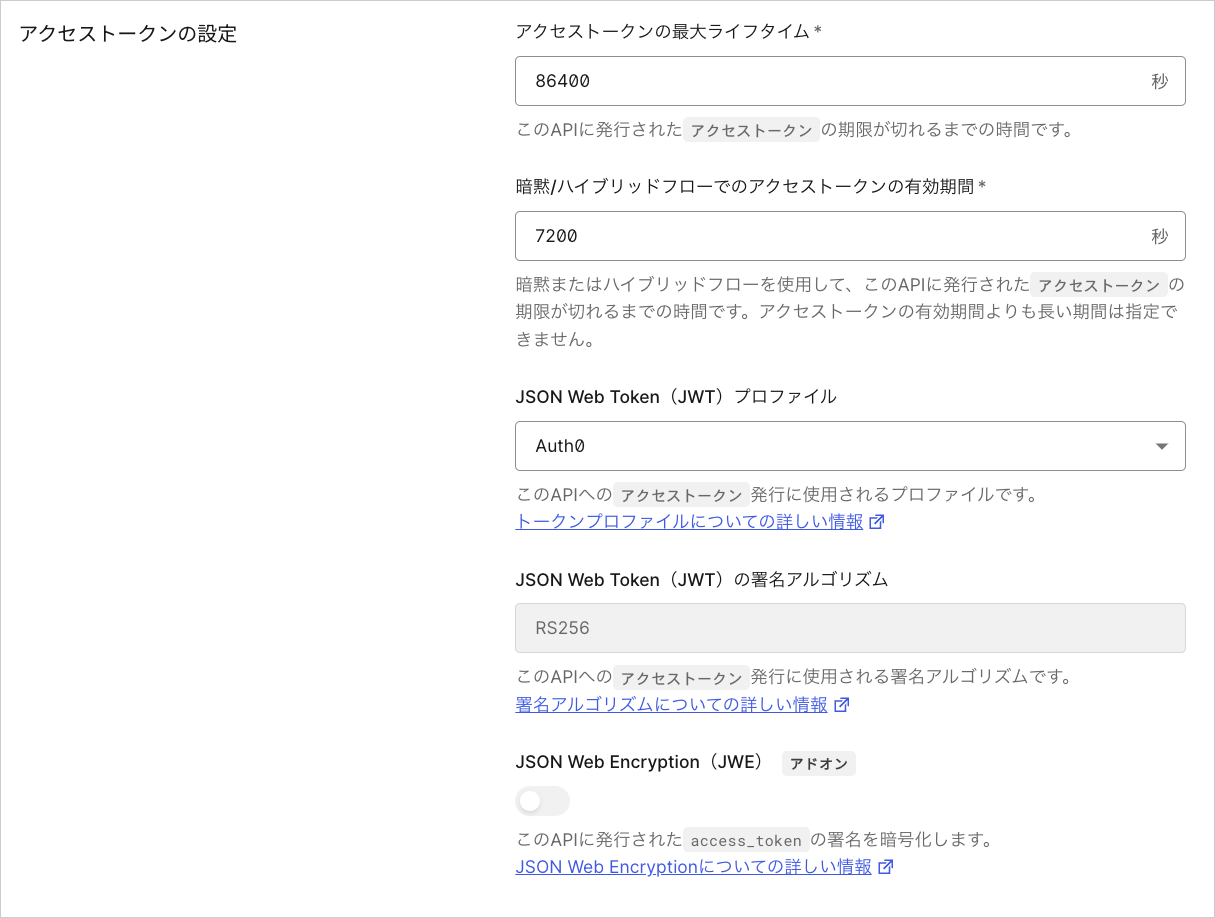 アクセストークンの設定
アクセストークンの最大ライフタイム *
86400 秒
このAPIに発行された アクセストークン の期限が切れるまでの時間です。
暗黙/ハイブリッドフローでのアクセストークンの有効期間 *
7200 秒
暗黙またはハイブリッドフローを使用して、このAPIに発行された アクセストークン の
期限が切れるまでの時間です。アクセストークンの有効期間よりも長い期間は指定で
きません。
JSON Web Token（JWT）プロファイル
Auth0
このAPIへの アクセストークン 発行に使用されるプロファイルです。
トークンプロファイルについての詳しい情報
JSON Web Token（JWT）の署名アルゴリズム
RS256
このAPIへの アクセストークン 発行に使用される署名アルゴリズムです。
署名アルゴリズムについての詳しい情報
JSON Web Encryption（JWE） アドオン
このAPIに発行された access_token の署名を暗号化します。
JSON Web Encryptionについての詳しい情報